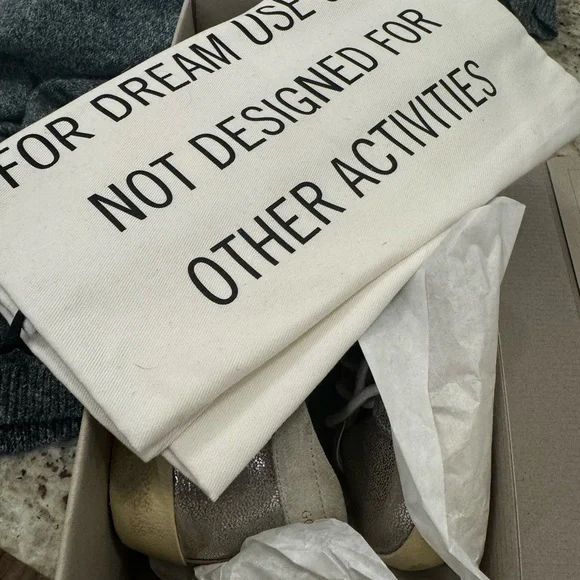 FOR DREAM USE
NOT DESIGNED FOR
OTHER ACTIVITIES